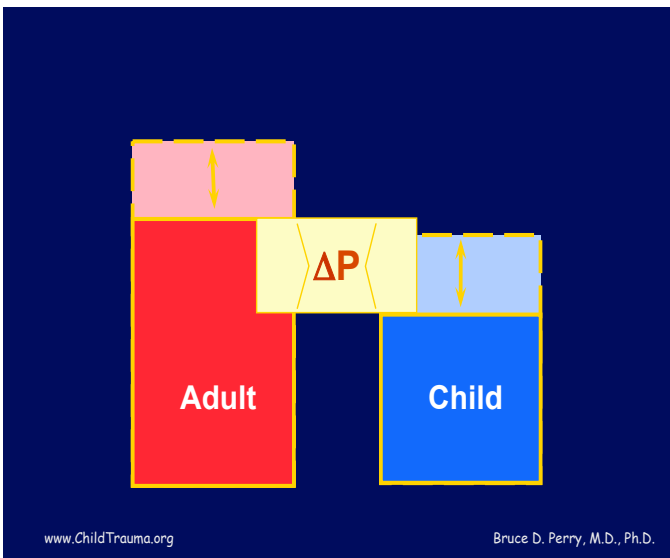 ΔP
Adult
Child
www.ChildTrauma.org
Bruce D. Perry, M.D., Ph.D.